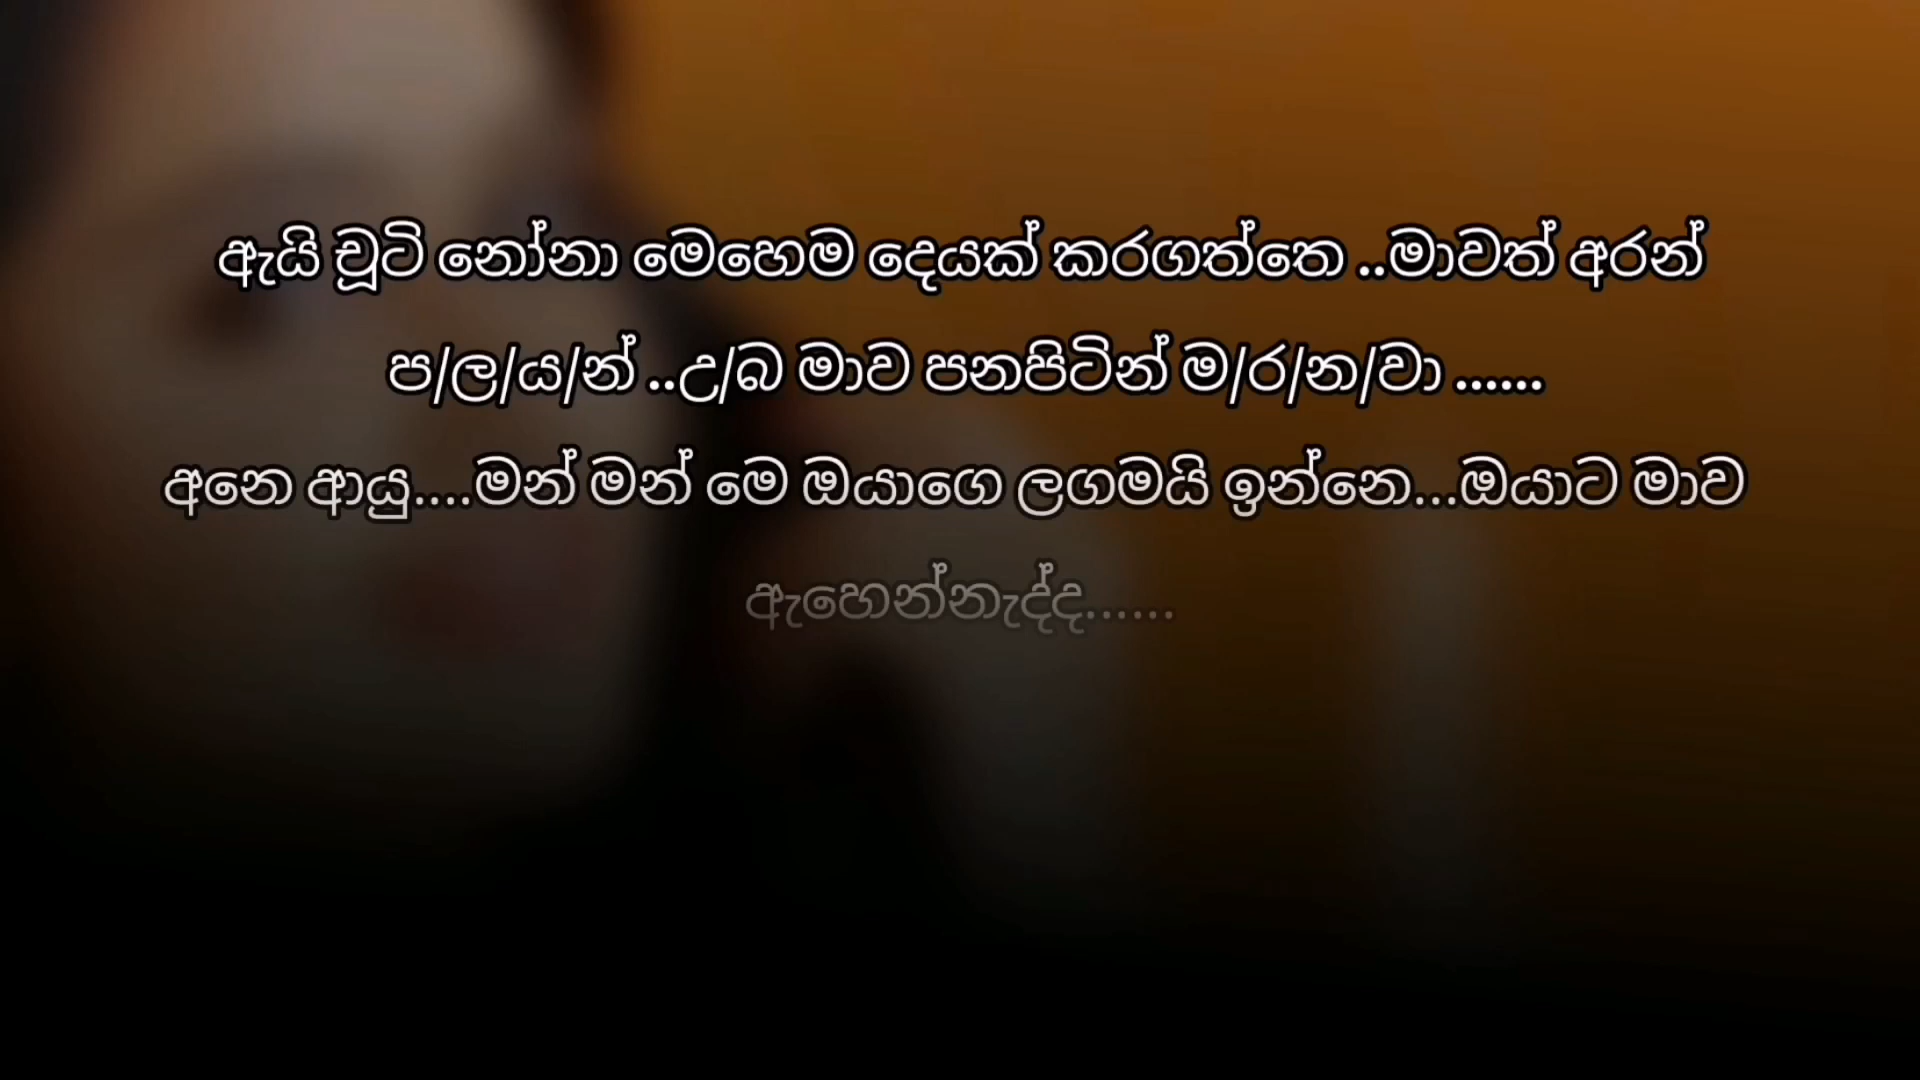 ඇයි චූටි නෝනා මෙහෙම දෙයක් කරගත්තෙ ..මාවත් අරන්
ප/ල/ය/න් ..උ/බ මාව පනපිටින් ම/ර/න/වා ......
අනෙ ආයු....මන් මන් මෙ ඔයාගෙ ලගමයි ඉන්නෙ...ඔයාට මාව
ඇහෙන්නැද්ද......